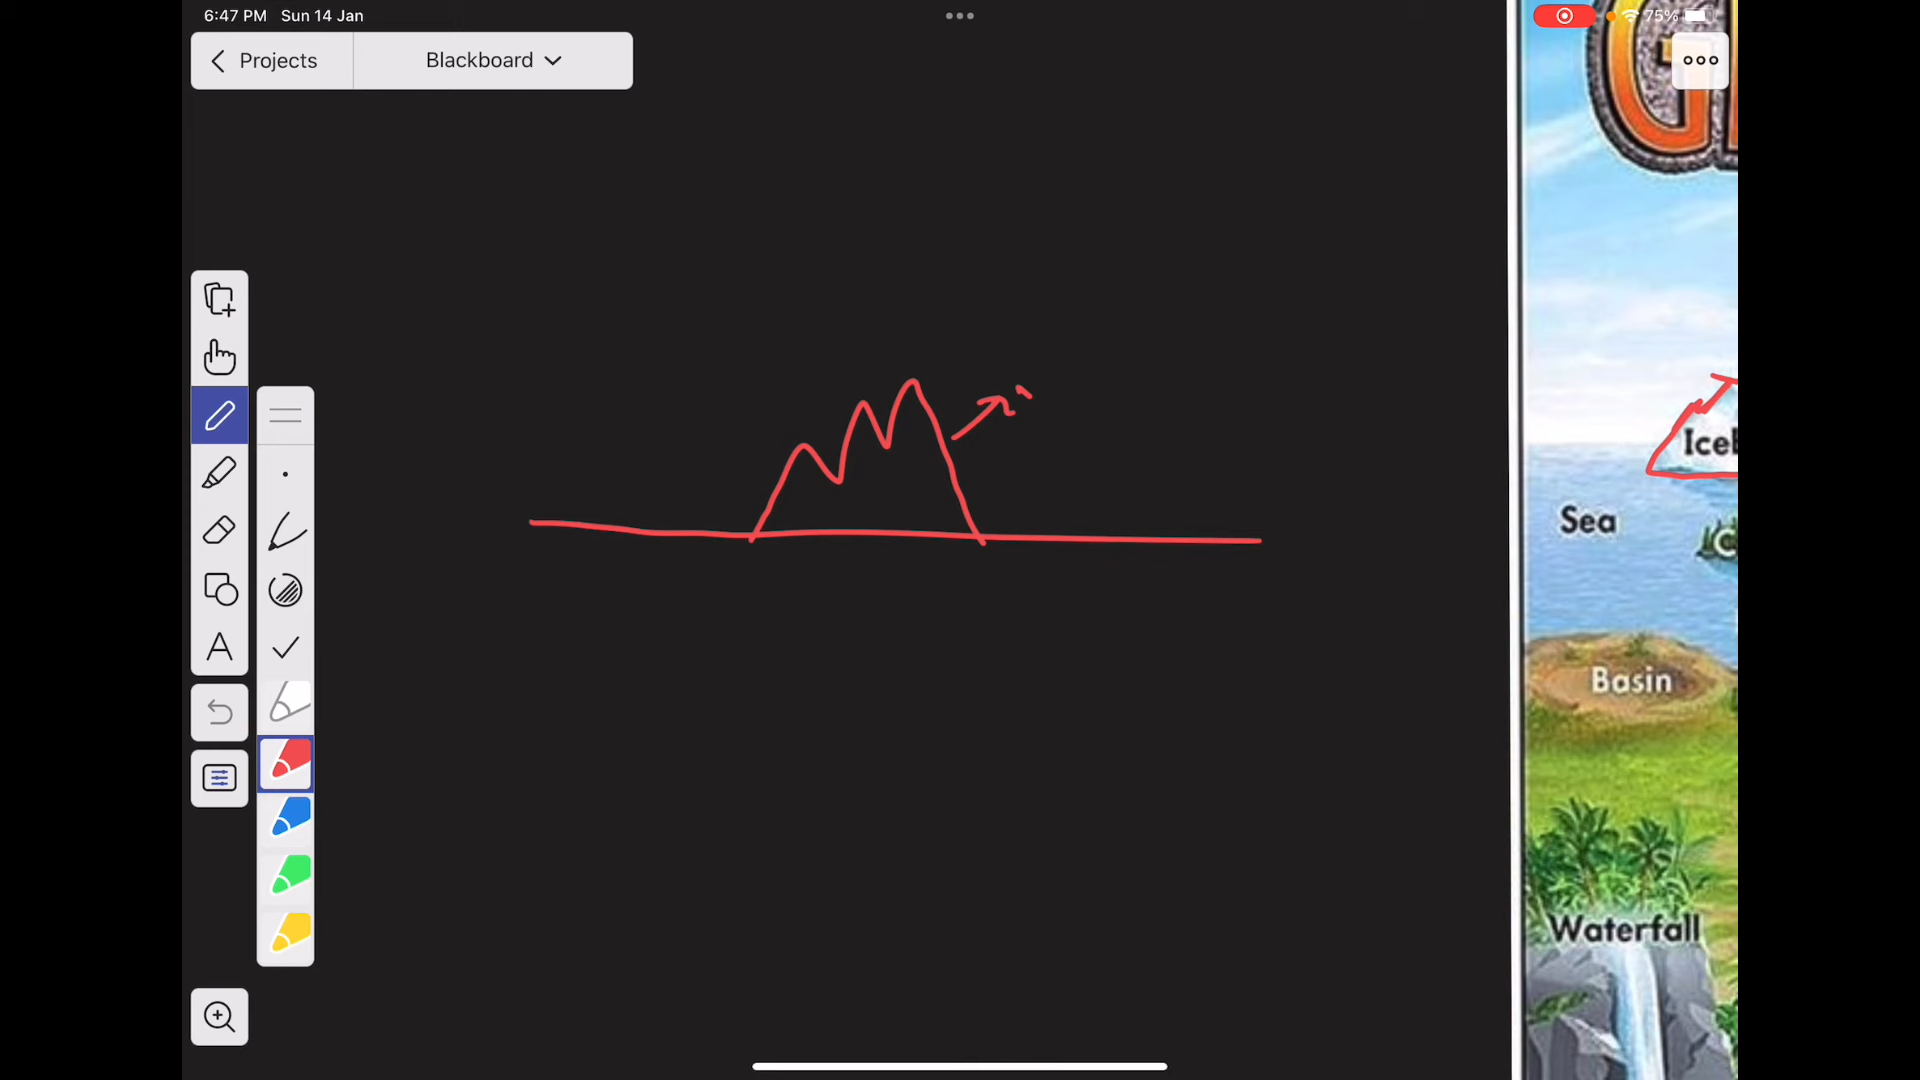 6:47 PM Sun 14 Jan
75%
Projects
Blackboard
G
Sea
Basin
Waterfall